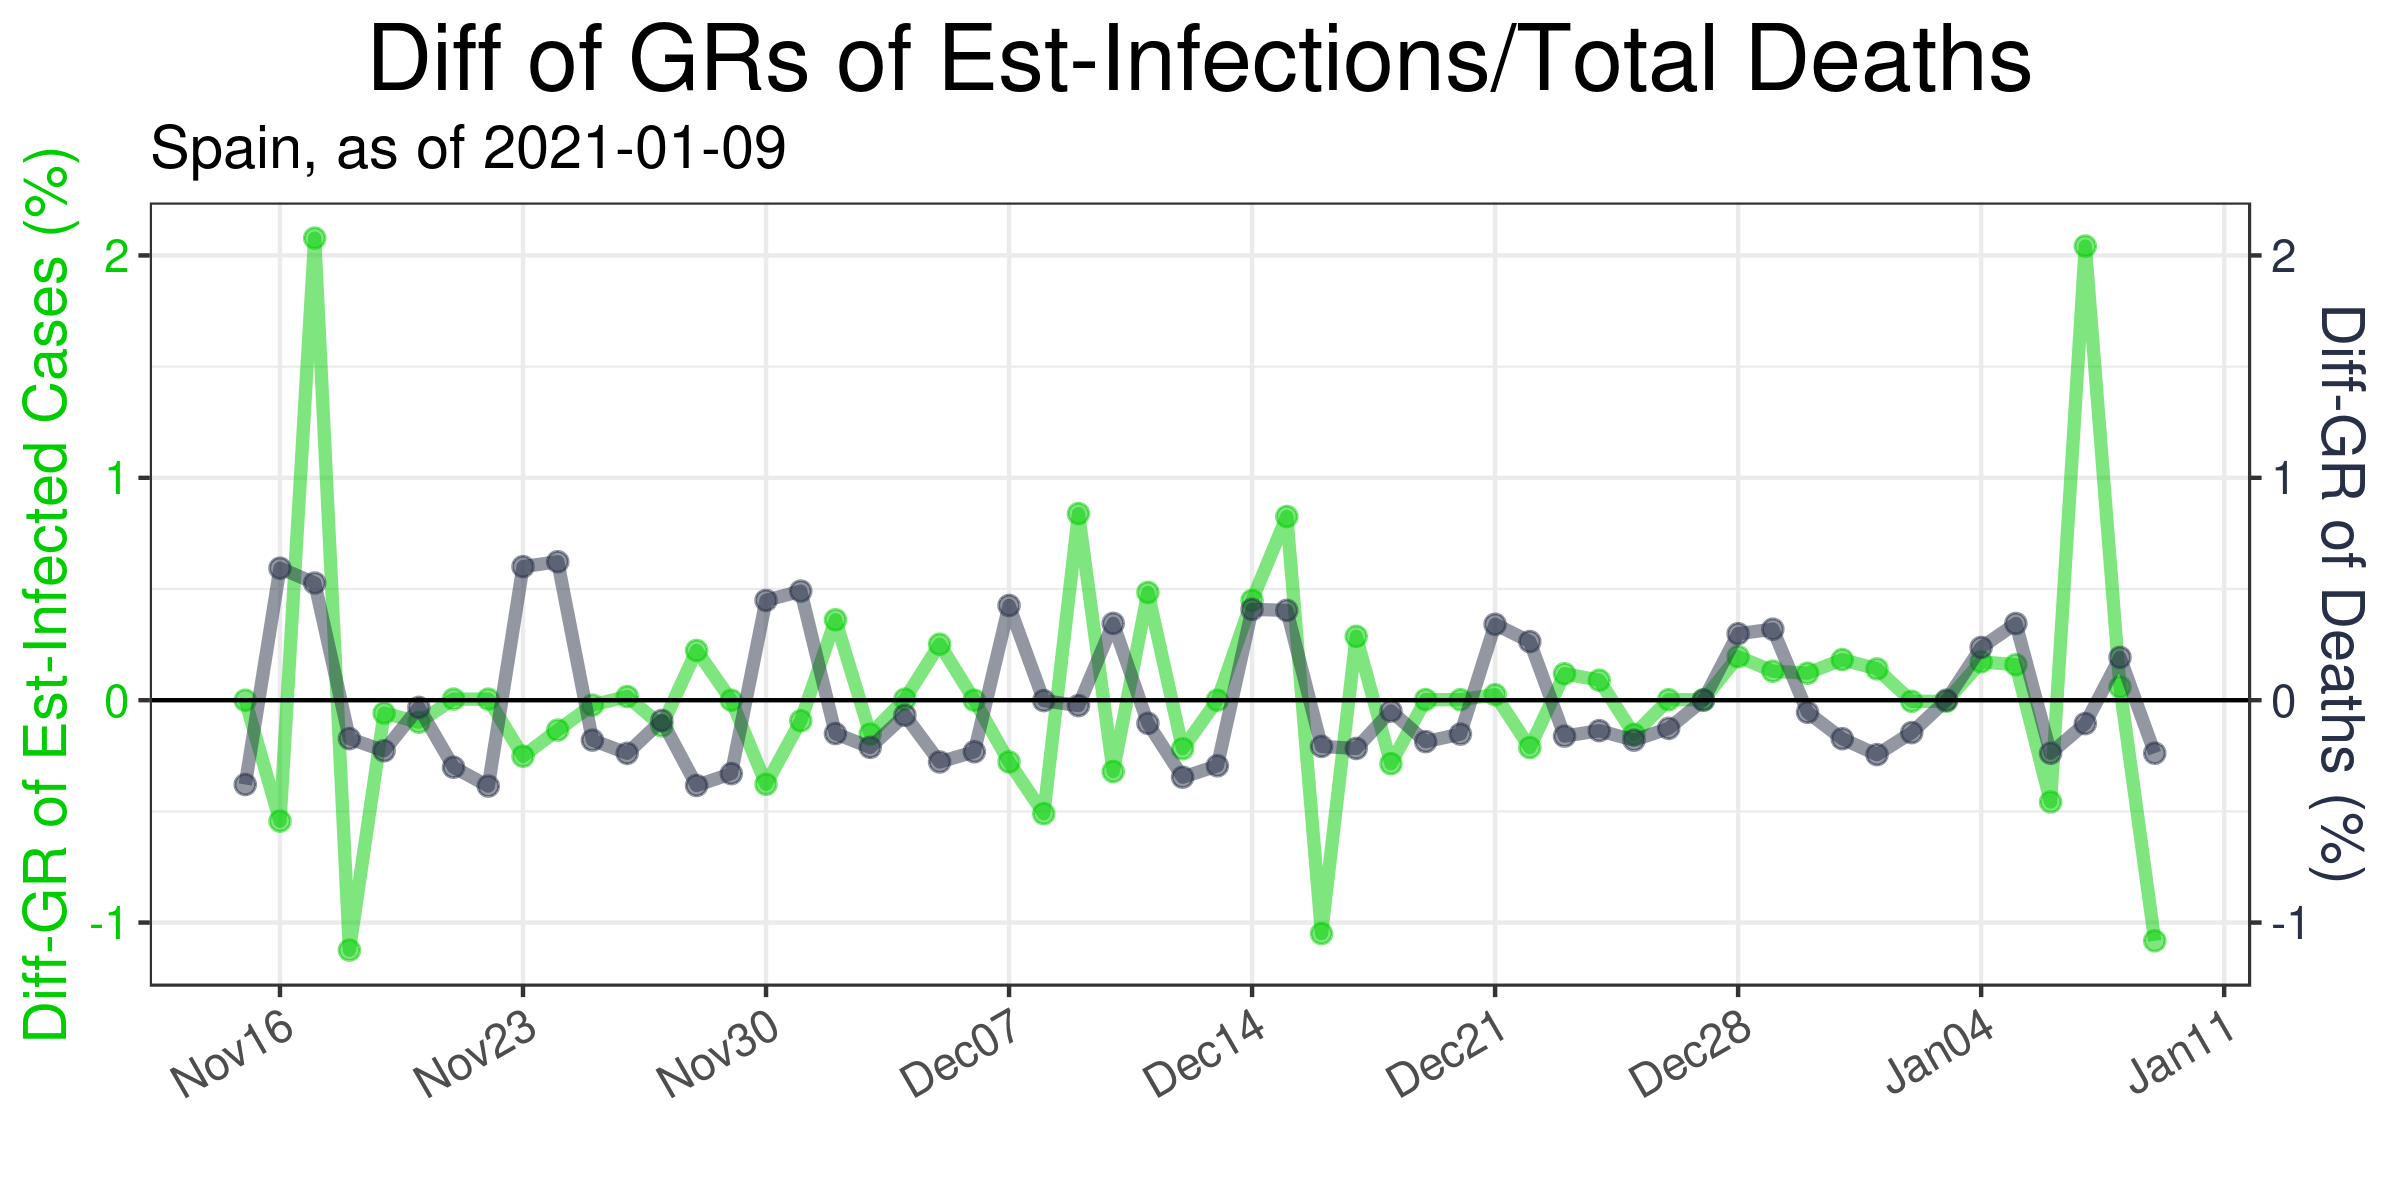 Diff of GRs of Est-Infections/Total Deaths
Spain, as of 2021-01-09
Diff-GR of Est-Infected Cases (%)
2
1
0
-1
2
1
0
-1
Diff-GR of Deaths (%)
Nov16
Nov23
Nov30
Dec07
Dec14
Dec21
Dec28
Jan04
Jan11